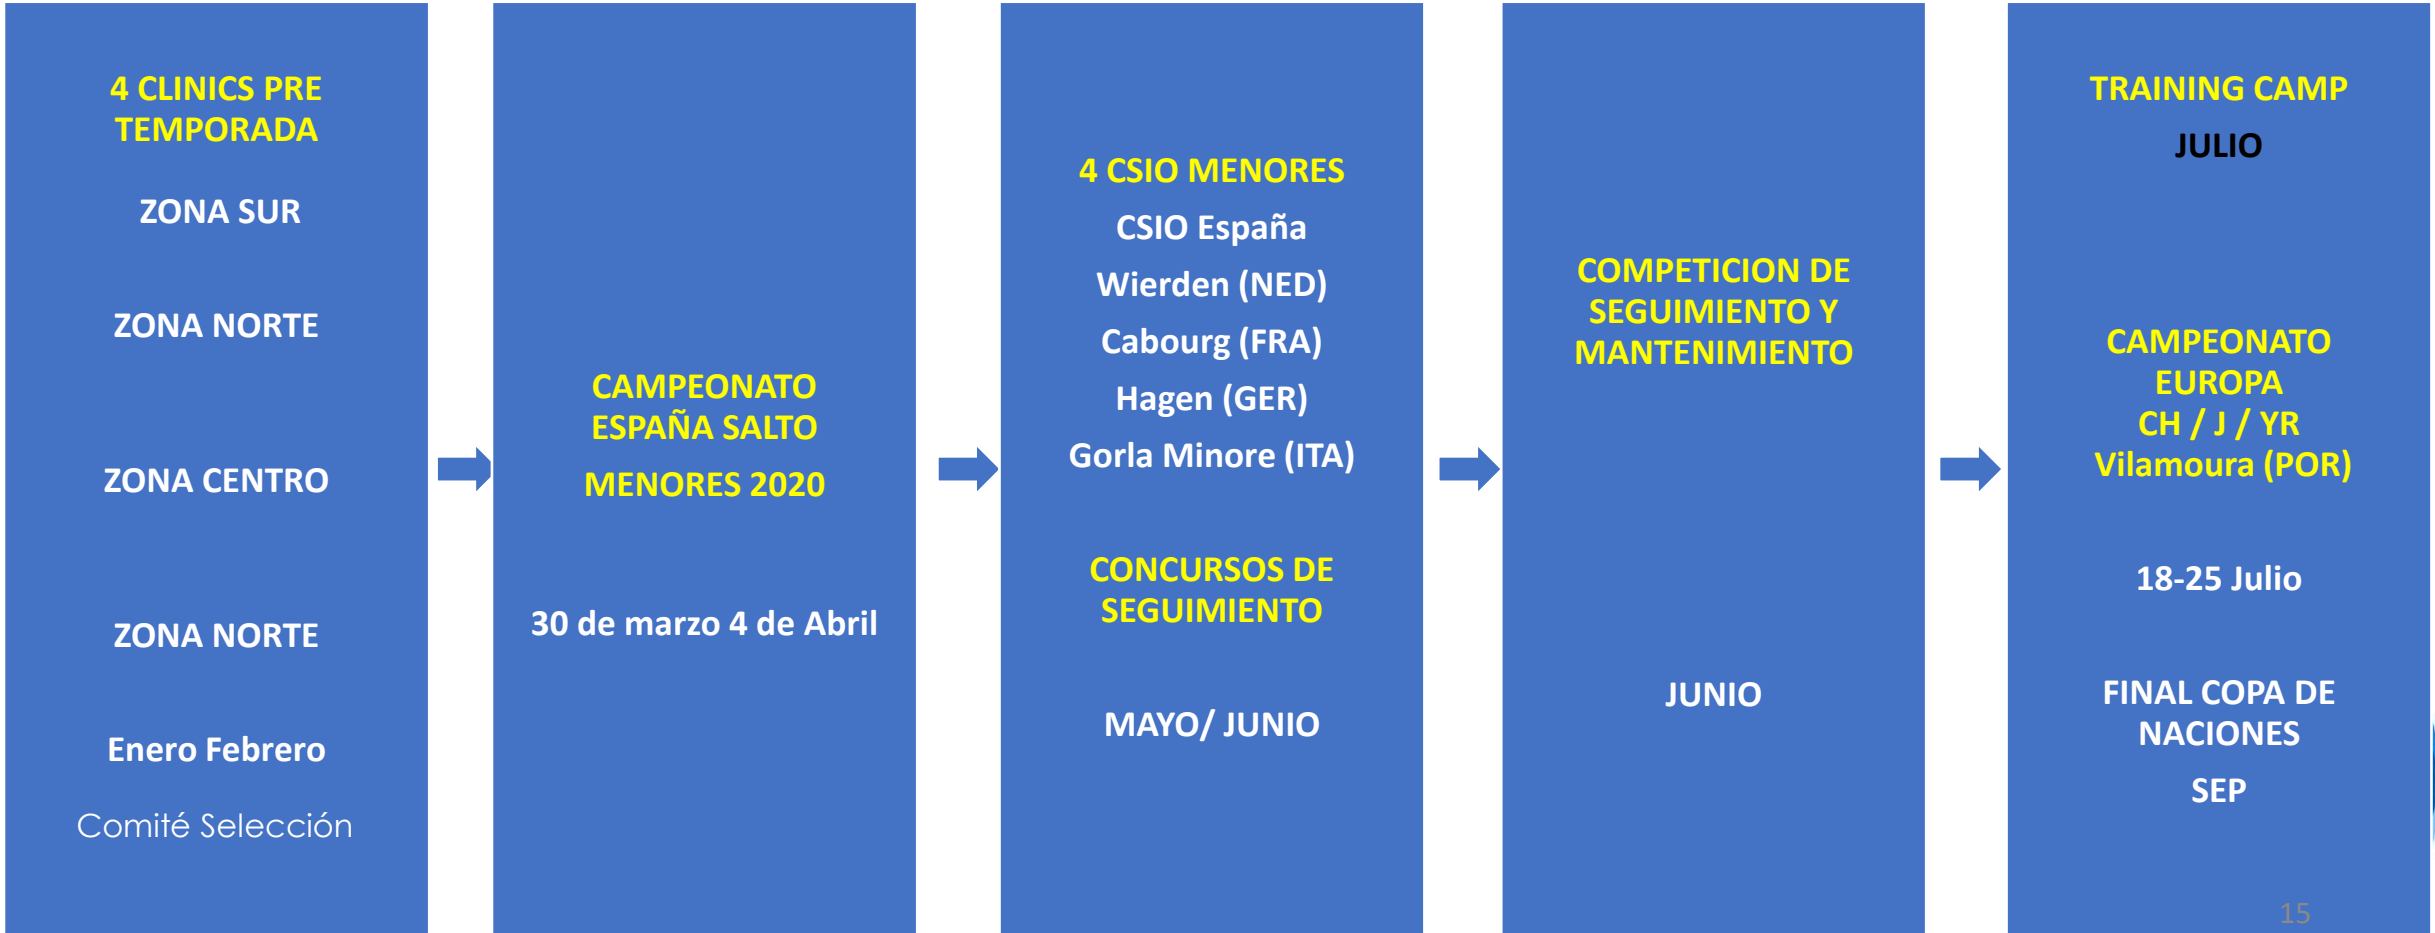 4 CLINICS PRE
TEMPORADA
ZONA SUR
ZONA NORTE
ZONA CENTRO
ZONA NORTE
Enero Febrero
Comité Selección
CAMPEONATO
ESPAÑA SALTO
MENORES 2020
30 de marzo 4 de Abril
4 CSIO MENORES
CSIO España
Wierden (NED)
Cabourg (FRA)
Hagen (GER)
Gorla Minore (ITA)
CONCURSOS DE
SEGUIMIENTO
MAYO/ JUNIO
COMPETICION DE
SEGUIMIENTO Y
MANTENIMIENTO
JUNIO
TRAINING CAMP
JULIO
CAMPEONATO
EUROPA
CH / J / YR
Vilamoura (POR)
18-25 Julio
FINAL COPA DE
NACIONES
SEP
15